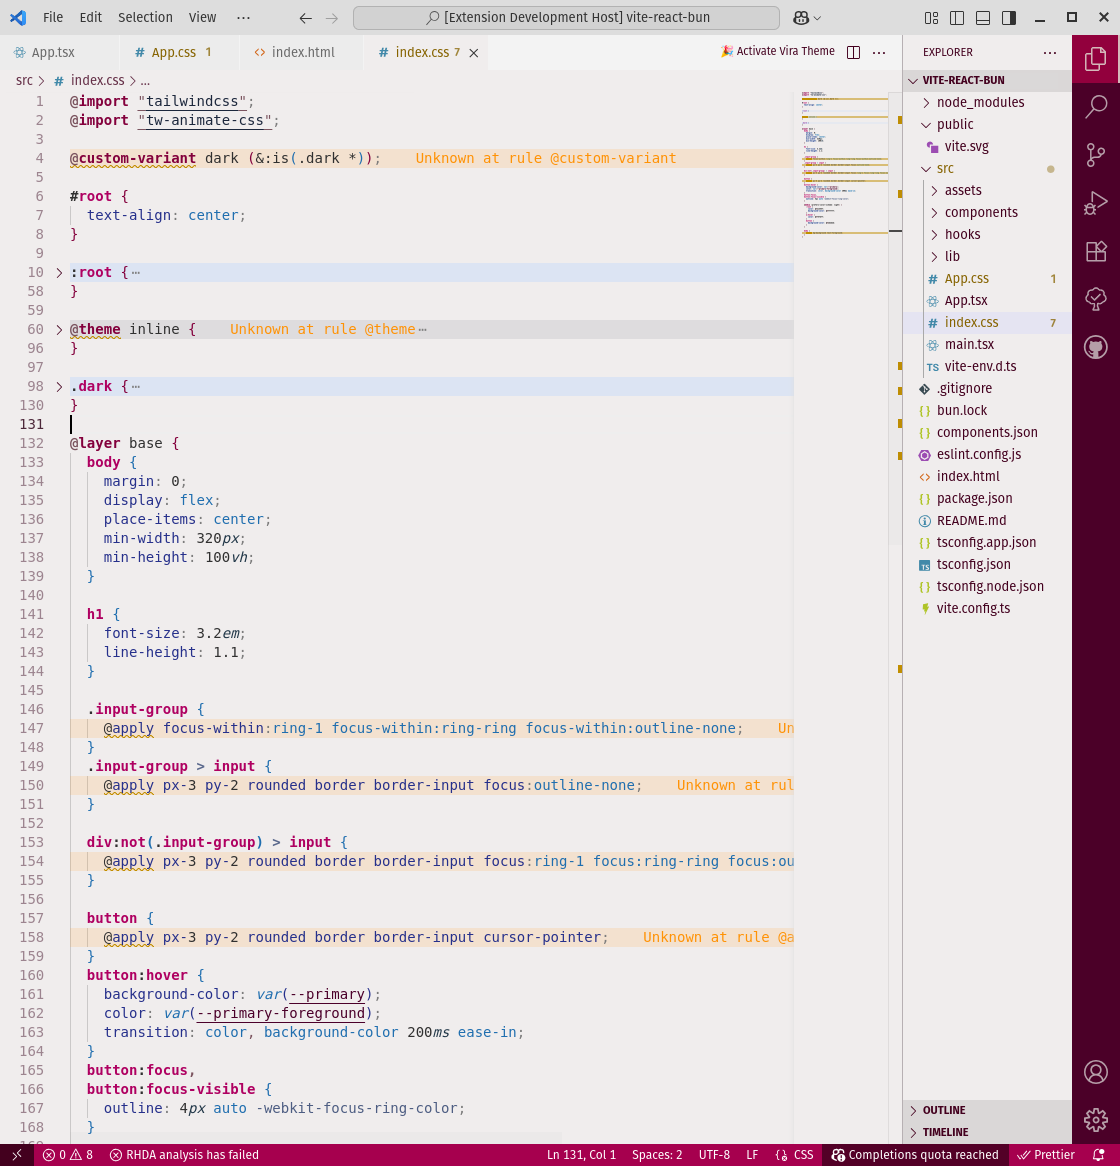 File Edit Selection View ··· [Extension Development Host] vite-react-bun
App.tsx # App.css 1 <> index.html # index.css 7 Activate Vira Theme ···
src > # index.css > ...
1 @import "tailwindcss";
2 @import "tw-animate-css";
3
4 @custom-variant dark (&:is(.dark *)); Unknown at rule @custom-variant
5
6 #root {
7 text-align: center;
8 }
9
10 :root { ···
58 }
59
60 @theme inline { Unknown at rule @theme ···
96 }
97
98 .dark { ···
130 }
131
132 @layer base {
133 body {
134 margin: 0;
135 display: flex;
136 place-items: center;
137 min-width: 320px;
138 min-height: 100vh;
139 }
140
141 h1 {
142 font-size: 3.2em;
143 line-height: 1.1;
144 }
145
146 .input-group {
147 @apply focus-within:ring-1 focus-within:ring-ring focus-within:outline-none; Un
148 }
149 .input-group > input {
150 @apply px-3 py-2 rounded border border-input focus:outline-none; Unknown at rul
151 }
152
153 div:not(.input-group) > input {
154 @apply px-3 py-2 rounded border border-input focus:ring-1 focus:ring-ring focus:ou
155 }
156
157 button {
158 @apply px-3 py-2 rounded border border-input cursor-pointer; Unknown at rule @a
159 }
160 button:hover {
161 background-color: var(--primary);
162 color: var(--primary-foreground);
163 transition: color, background-color 200ms ease-in;
164 }
165 button:focus,
166 button:focus-visible {
167 outline: 4px auto -webkit-focus-ring-color;
168 }
EXPLORER ···
VITE-REACT-BUN
node_modules
public
vite.svg
src
assets
components
hooks
lib
# App.css 1
App.tsx
# index.css 7
main.tsx
TS vite-env.d.ts
.gitignore
{} bun.lock
{} components.json
eslint.config.js
<> index.html
{} package.json
README.md
{} tsconfig.app.json
TS tsconfig.json
{} tsconfig.node.json
vite.config.ts
OUTLINE
TIMELINE
0 8 RHDA analysis has failed Ln 131, Col 1 Spaces: 2 UTF-8 LF {} CSS Completions quota reached Prettier